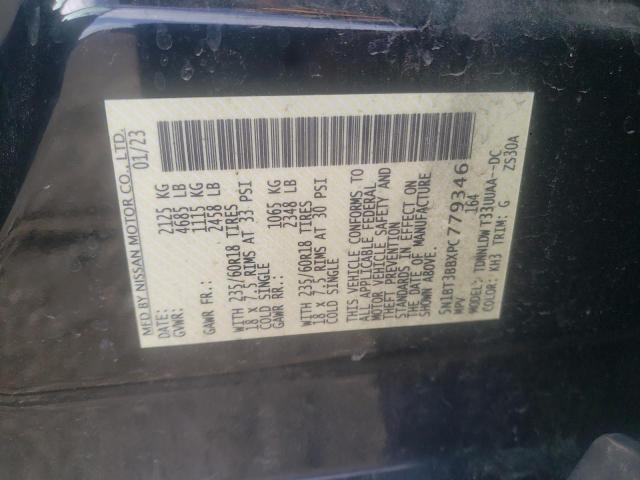 MFD BY NISSAN MOTOR CO., LTD.
DATE: 01/23
GVWR: 2125 KG
4685 LB
GAWR FR.: 1115 KG
2458 LB
WITH 235/60R18 TIRES
18 X 7.5 RIMS AT 33 PSI
COLD SINGLE
GAWR RR.: 1065 KG
2348 LB
WITH 235/60R18 TIRES
18 X 7.5 RIMS AT 30 PSI
COLD SINGLE
THIS VEHICLE CONFORMS TO
ALL APPLICABLE FEDERAL
MOTOR VEHICLE SAFETY AND
THEFT PREVENTION
STANDARDS IN EFFECT ON
THE DATE OF MANUFACTURE
SHOWN ABOVE.
5N1BT3BBXPC779346
MPV 1B4
MODEL: TDNNLDW T33UUAA--DC
COLOR: KH3 TRIM: G ZS30A